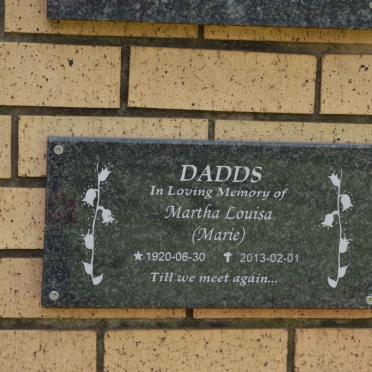 DADDS
In Loving Memory of
Martha Louisa
(Marie)
★1920-06-30 ✝ 2013-02-01
Till we meet again...